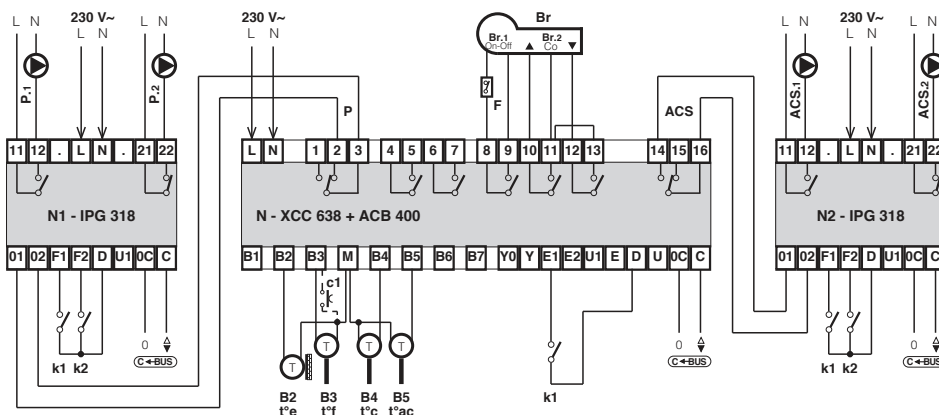 L N 230 V~ L N L N
P.1 P.2
11 12 . L N . 21 22
N1 - IPG 318
01 02 F1 F2 D U1 0C C
k1 k2 0 C BUS
230 V~
L N
P
Br
Br.1 Br.2
On-Off Co
F
ACS
L N 1 2 3 4 5 6 7 8 9 10 11 12 13 14 15 16
N - XCC 638 + ACB 400
B1 B2 B3 M B4 B5 B6 B7 Y0 Y E1 E2 U1 E D U 0C C
c1
T T T T
B2 B3 B4 B5
t°e t°f t°c t°ac
k1
0
C BUS
L N 230 V~ L N L N
ACS.1 ACS.2
11 12 . L N . 21 22
N2 - IPG 318
01 02 F1 F2 D U1 0C C
k1 k2 0 C BUS